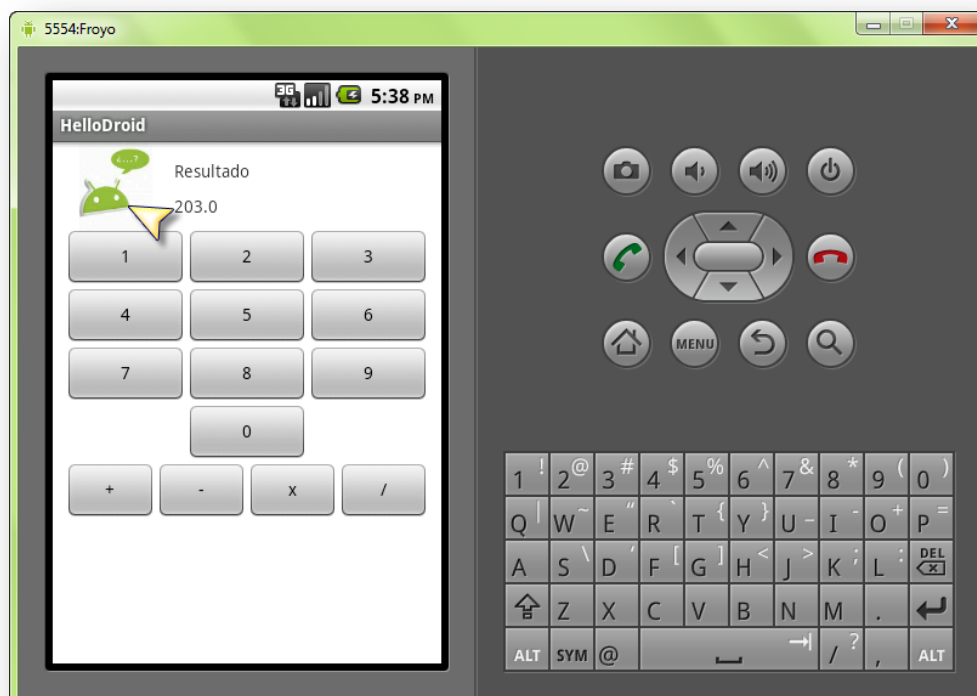 5554:Froyo
3G 5:38 PM
HelloDroid
¿...?
Resultado
203.0
1 2 3
4 5 6
7 8 9
0
+ - x /
MENU
1 ! 2 @ 3 # 4 $ 5 % 6 ^ 7 & 8 * 9 ( 0 )
Q | W ~ E “ R ` T { Y } U _ I - O + P =
A S \ D ' F [ G ] H < J > K ; L : DEL
Z X C V B N M .
ALT SYM @ / ? , ALT